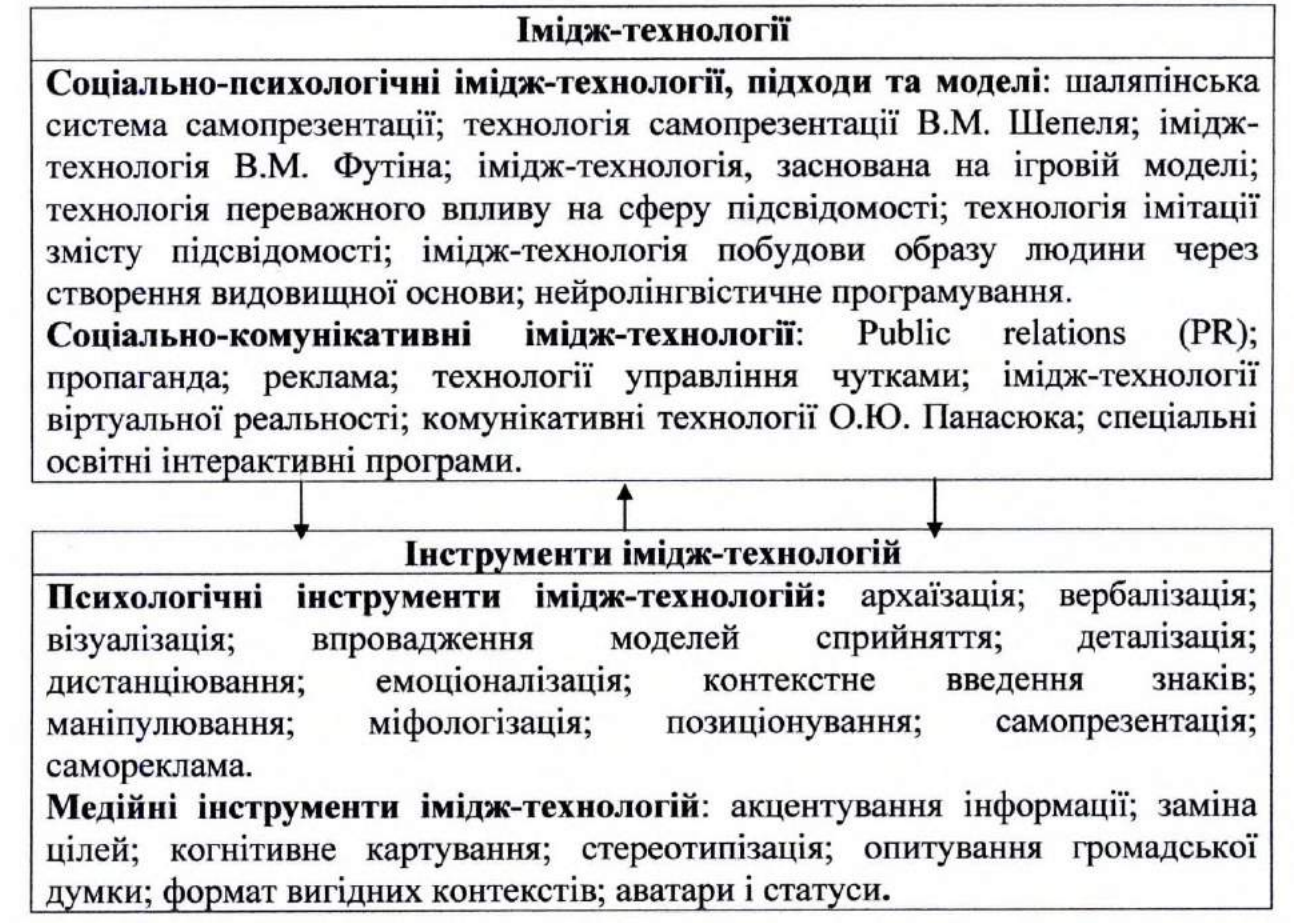 Імідж-технології
Соціально-психологічні імідж-технології, підходи та моделі: шаляпінська
система самопрезентації; технологія самопрезентації В.М. Шепеля; імідж-
технологія В.М. Футіна; імідж-технологія, заснована на ігровій моделі;
технологія переважного впливу на сферу підсвідомості; технологія імітації
змісту підсвідомості; імідж-технологія побудови образу людини через
створення видовищної основи; нейролінгвістичне програмування.
Соціально-комунікативні імідж-технології: Public relations (PR);
пропаганда; реклама; технології управління чутками; імідж-технології
віртуальної реальності; комунікативні технології О.Ю. Панасюка; спеціальні
освітні інтерактивні програми.
Інструменти імідж-технологій
Психологічні інструменти імідж-технологій: архаїзація; вербалізація;
візуалізація; впровадження моделей сприйняття; деталізація;
дистанціювання; емоціоналізація; контекстне введення знаків;
маніпулювання; міфологізація; позиціонування; самопрезентація;
самореклама.
Медійні інструменти імідж-технологій: акцентування інформації; заміна
цілей; когнітивне картування; стереотипізація; опитування громадської
думки; формат вигідних контекстів; аватари і статуси.